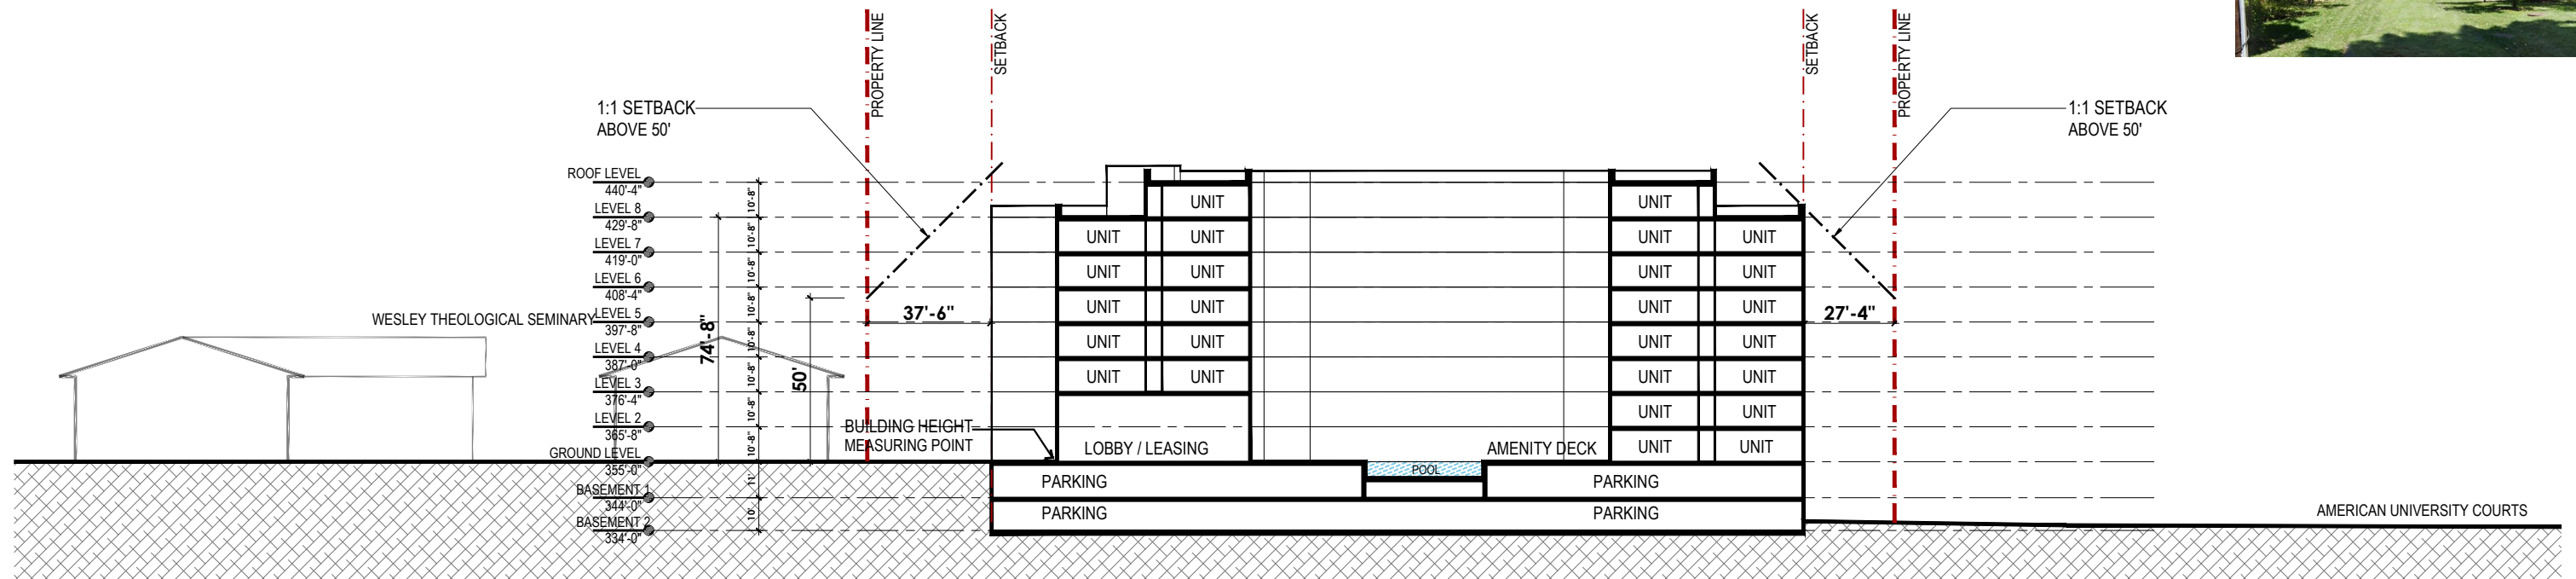 PROPERTY LINE
SETBACK
SETBACK
PROPERTY LINE
1:1 SETBACK
ABOVE 50'
1:1 SETBACK
ABOVE 50'
ROOF LEVEL
440'-4"
10'-8"
LEVEL 8
429'-8"
10'-8"
LEVEL 7
419'-0"
10'-8"
LEVEL 6
408'-4"
10'-8"
LEVEL 5
397'-8"
10'-8"
LEVEL 4
387'-0"
10'-8"
LEVEL 3
376'-4"
10'-8"
LEVEL 2
365'-8"
10'-8"
GROUND LEVEL
355'-0"
11'
BASEMENT 1
344'-0"
10'
BASEMENT 2
334'-0"
WESLEY THEOLOGICAL SEMINARY
74'-8"
50'
37'-6"
27'-4"
BUILDING HEIGHT
MEASURING POINT
UNIT UNIT
UNIT UNIT UNIT UNIT
UNIT UNIT UNIT UNIT
UNIT UNIT UNIT UNIT
UNIT UNIT UNIT UNIT
UNIT UNIT UNIT UNIT
UNIT UNIT
LOBBY / LEASING AMENITY DECK UNIT UNIT
POOL
PARKING PARKING
PARKING PARKING
AMERICAN UNIVERSITY COURTS